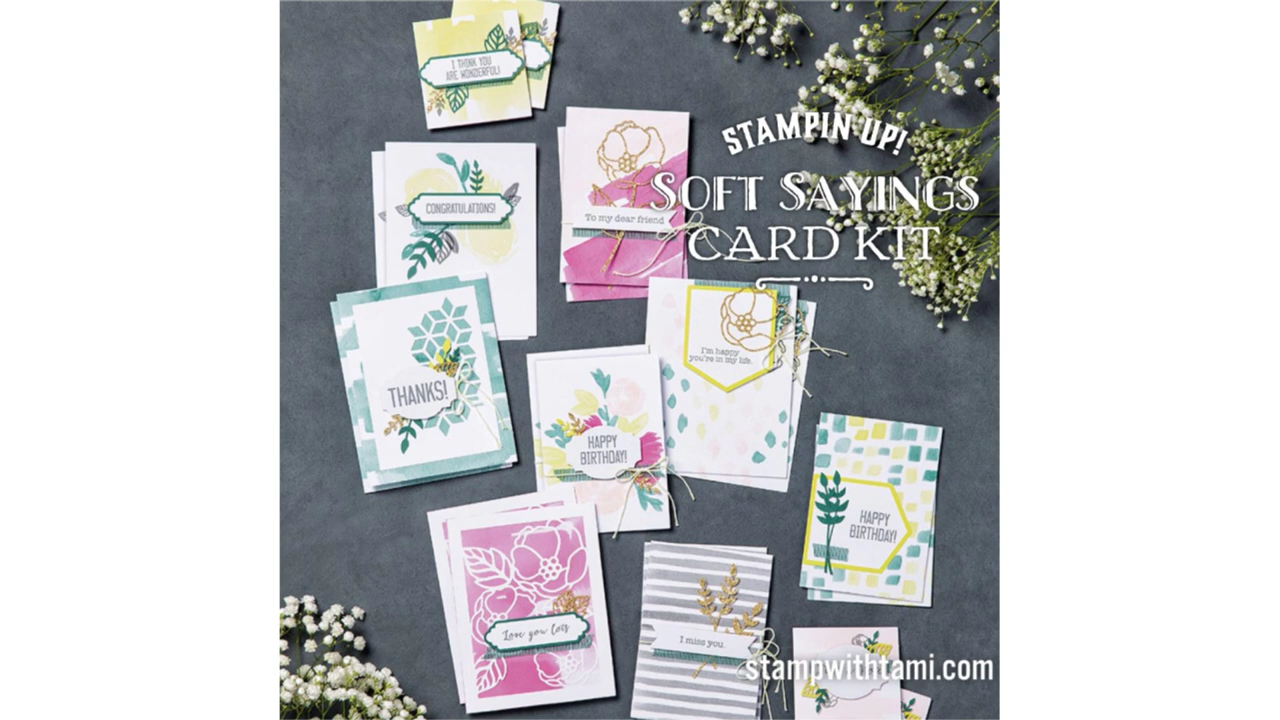 I THINK YOU
ARE WONDERFUL!
STAMPIN UP!
SOFT SAYINGS
CARD KIT
CONGRATULATIONS!
To my dear friend
I'm happy
you're in my life.
THANKS!
HAPPY
BIRTHDAY!
HAPPY
BIRTHDAY!
Love you lots
I miss you.
stampwithtami.com